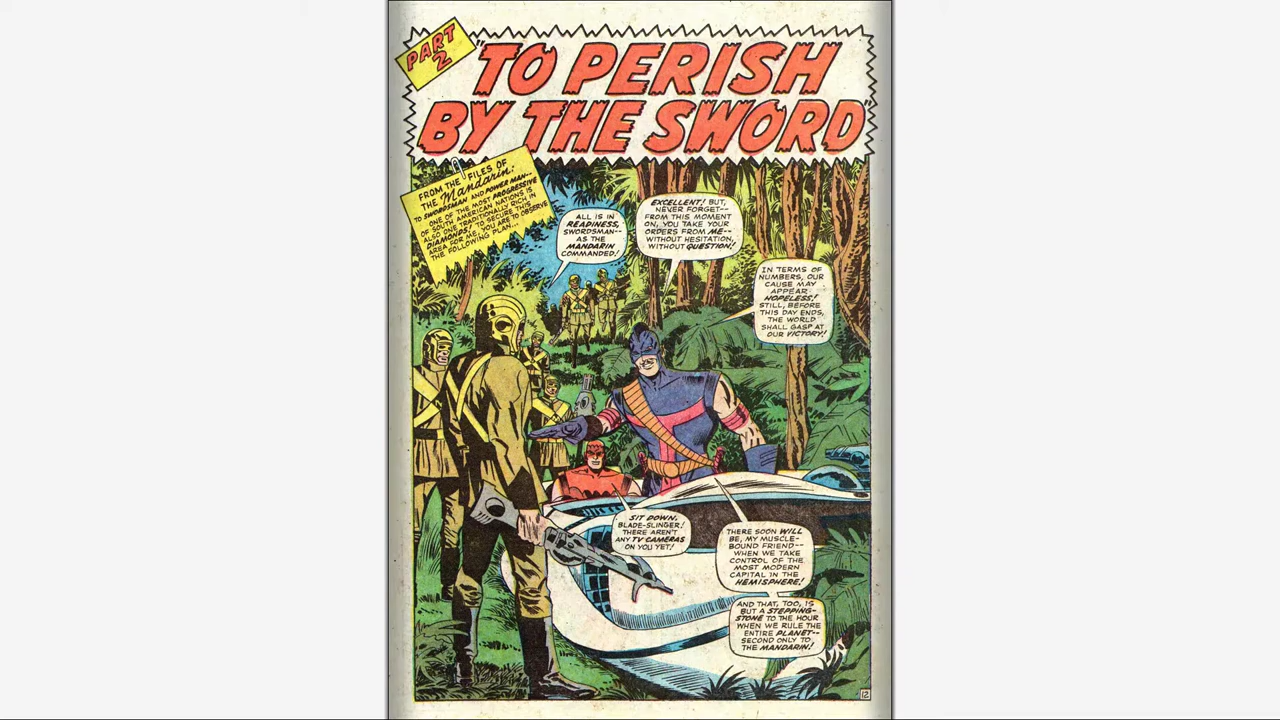 PART
2
"TO PERISH
BY THE SWORD"
FROM THE FILES OF
THE Mandarin:
TO SWORDSMAN AND POWER MAN--
ONE OF THE MOST PROGRESSIVE
OF SOUTH AMERICAN NATIONS IS
ALSO ONE TRADITIONALLY RICH IN
DIAMONDS! TO SECURE THIS
AREA FOR ME, YOU ARE TO OBSERVE
THE FOLLOWING PLAN...
ALL IS IN
READINESS,
SWORDSMAN--
AS THE
MANDARIN
COMMANDED!
EXCELLENT! BUT,
NEVER FORGET--
FROM THIS MOMENT
ON, YOU TAKE YOUR
ORDERS FROM ME--
WITHOUT HESITATION,
WITHOUT QUESTION!
IN TERMS OF
NUMBERS, OUR
CAUSE MAY
APPEAR
HOPELESS!
STILL, BEFORE
THIS DAY ENDS,
THE WORLD
SHALL GASP AT
OUR VICTORY!
SIT DOWN,
BLADE-SLINGER!
THERE AREN'T
ANY TV CAMERAS
ON YOU YET!
THERE SOON WILL
BE, MY MUSCLE-
BOUND FRIEND--
WHEN WE TAKE
CONTROL OF THE
MOST MODERN
CAPITAL IN THE
HEMISPHERE!
AND THAT, TOO, IS
BUT A STEPPING-
STONE TO THE HOUR
WHEN WE RULE THE
ENTIRE PLANET--
SECOND ONLY TO
THE MANDARIN!
12